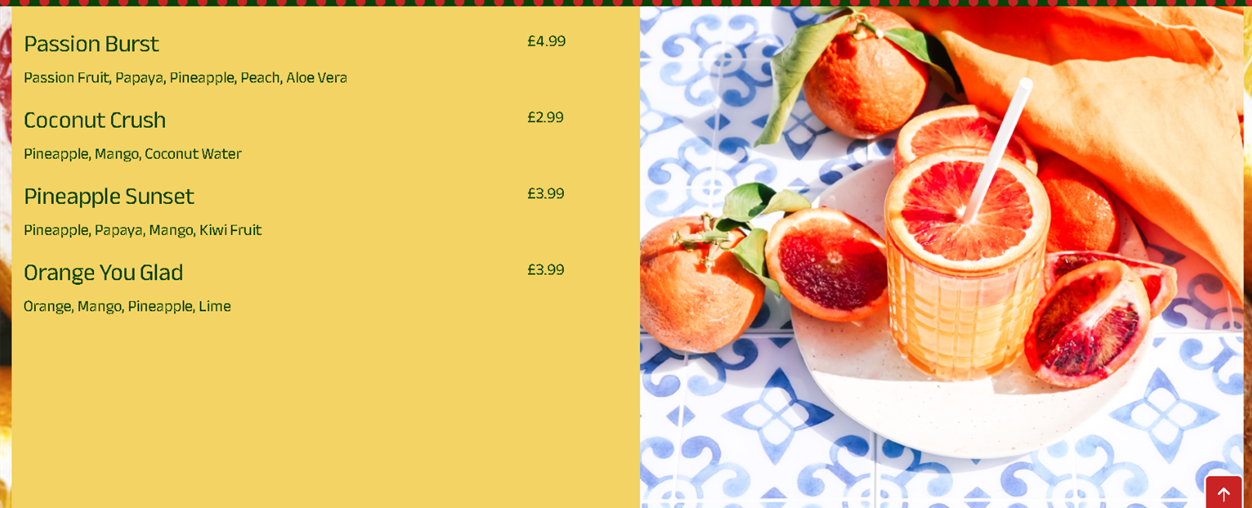 Passion Burst £4.99
Passion Fruit, Papaya, Pineapple, Peach, Aloe Vera
Coconut Crush £2.99
Pineapple, Mango, Coconut Water
Pineapple Sunset £3.99
Pineapple, Papaya, Mango, Kiwi Fruit
Orange You Glad £3.99
Orange, Mango, Pineapple, Lime